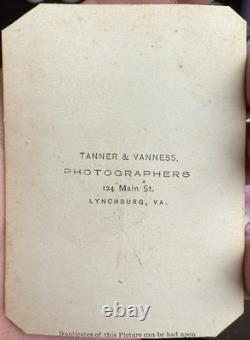 TANNER & VANNESS,
PHOTOGRAPHERS
124 Main St.
LYNCHBURG, VA.
Duplicates of this Picture can be had upon